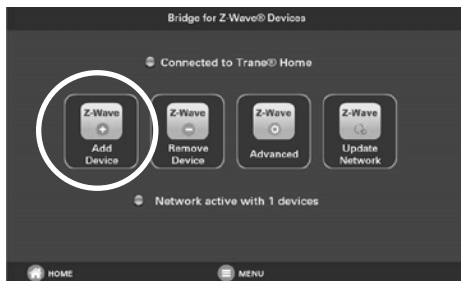 Bridge for Z-Wave® Devices
Connected to Trane® Home
Z-Wave Z-Wave Z-Wave Z-Wave
Add Device
Remove Device
Advanced
Update Network
Network active with 1 devices
HOME MENU